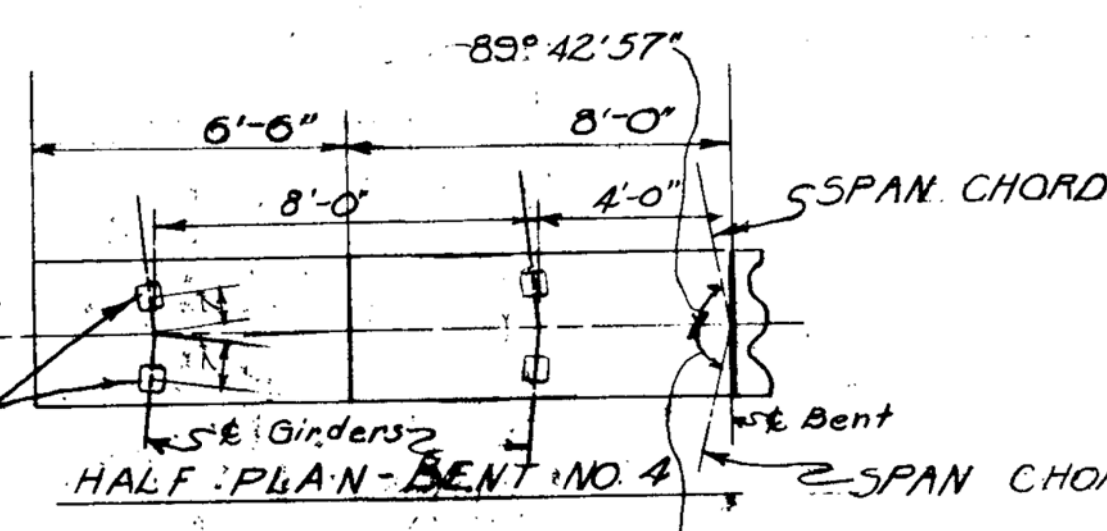 89°42'57"
6'-6"
8'-0"
8'-0"
4'-0"
SPAN CHORD
℄ Girders
℄ Bent
HALF PLAN - BENT NO. 4
SPAN CHO